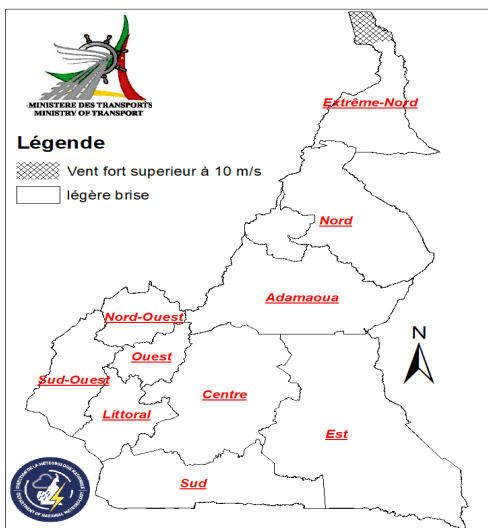 MINISTERE DES TRANSPORTS
MINISTRY OF TRANSPORT
Légende
Vent fort superieur à 10 m/s
légère brise
Extrême-Nord
Nord
Adamaoua
Nord-Ouest
Ouest
Sud-Ouest
Littoral
Centre
Est
Sud
N